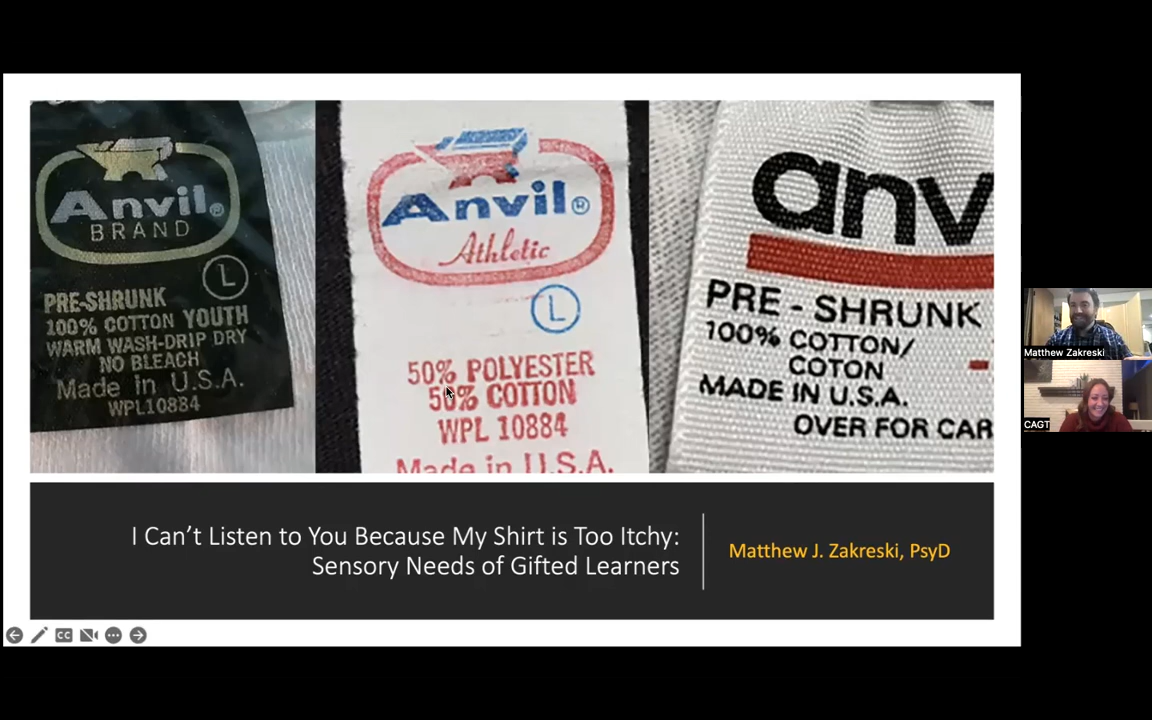 Anvil®
BRAND
L
PRE-SHRUNK
100% COTTON YOUTH
WARM WASH-DRIP DRY
NO BLEACH
Made in U.S.A.
WPL10884
Anvil®
Athletic
L
50% POLYESTER
50% COTTON
WPL 10884
Made in U.S.A.
anv
PRE - SHRUNK
100% COTTON/
COTON
MADE IN U.S.A.
OVER FOR CAR
I Can’t Listen to You Because My Shirt is Too Itchy:
Sensory Needs of Gifted Learners
Matthew J. Zakreski, PsyD
CC
Matthew Zakreski
CAGT